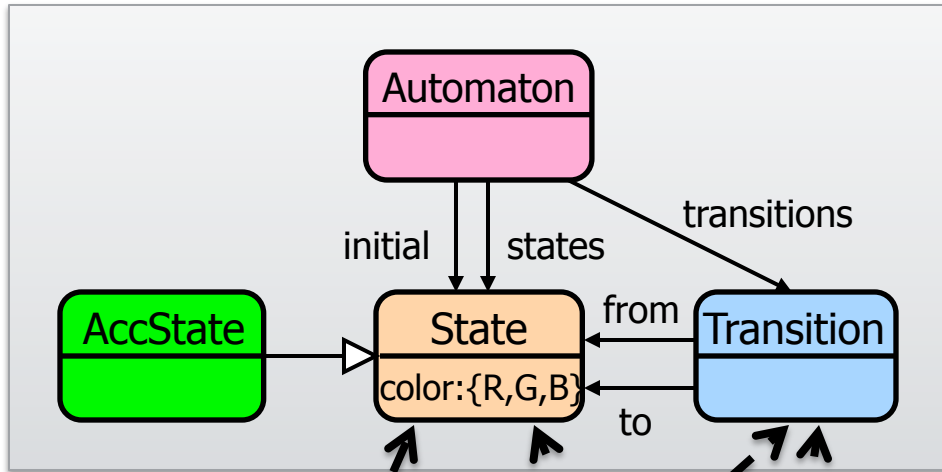 Automaton
transitions
initial
states
AccState
State
from
Transition
color:{R,G,B}
to